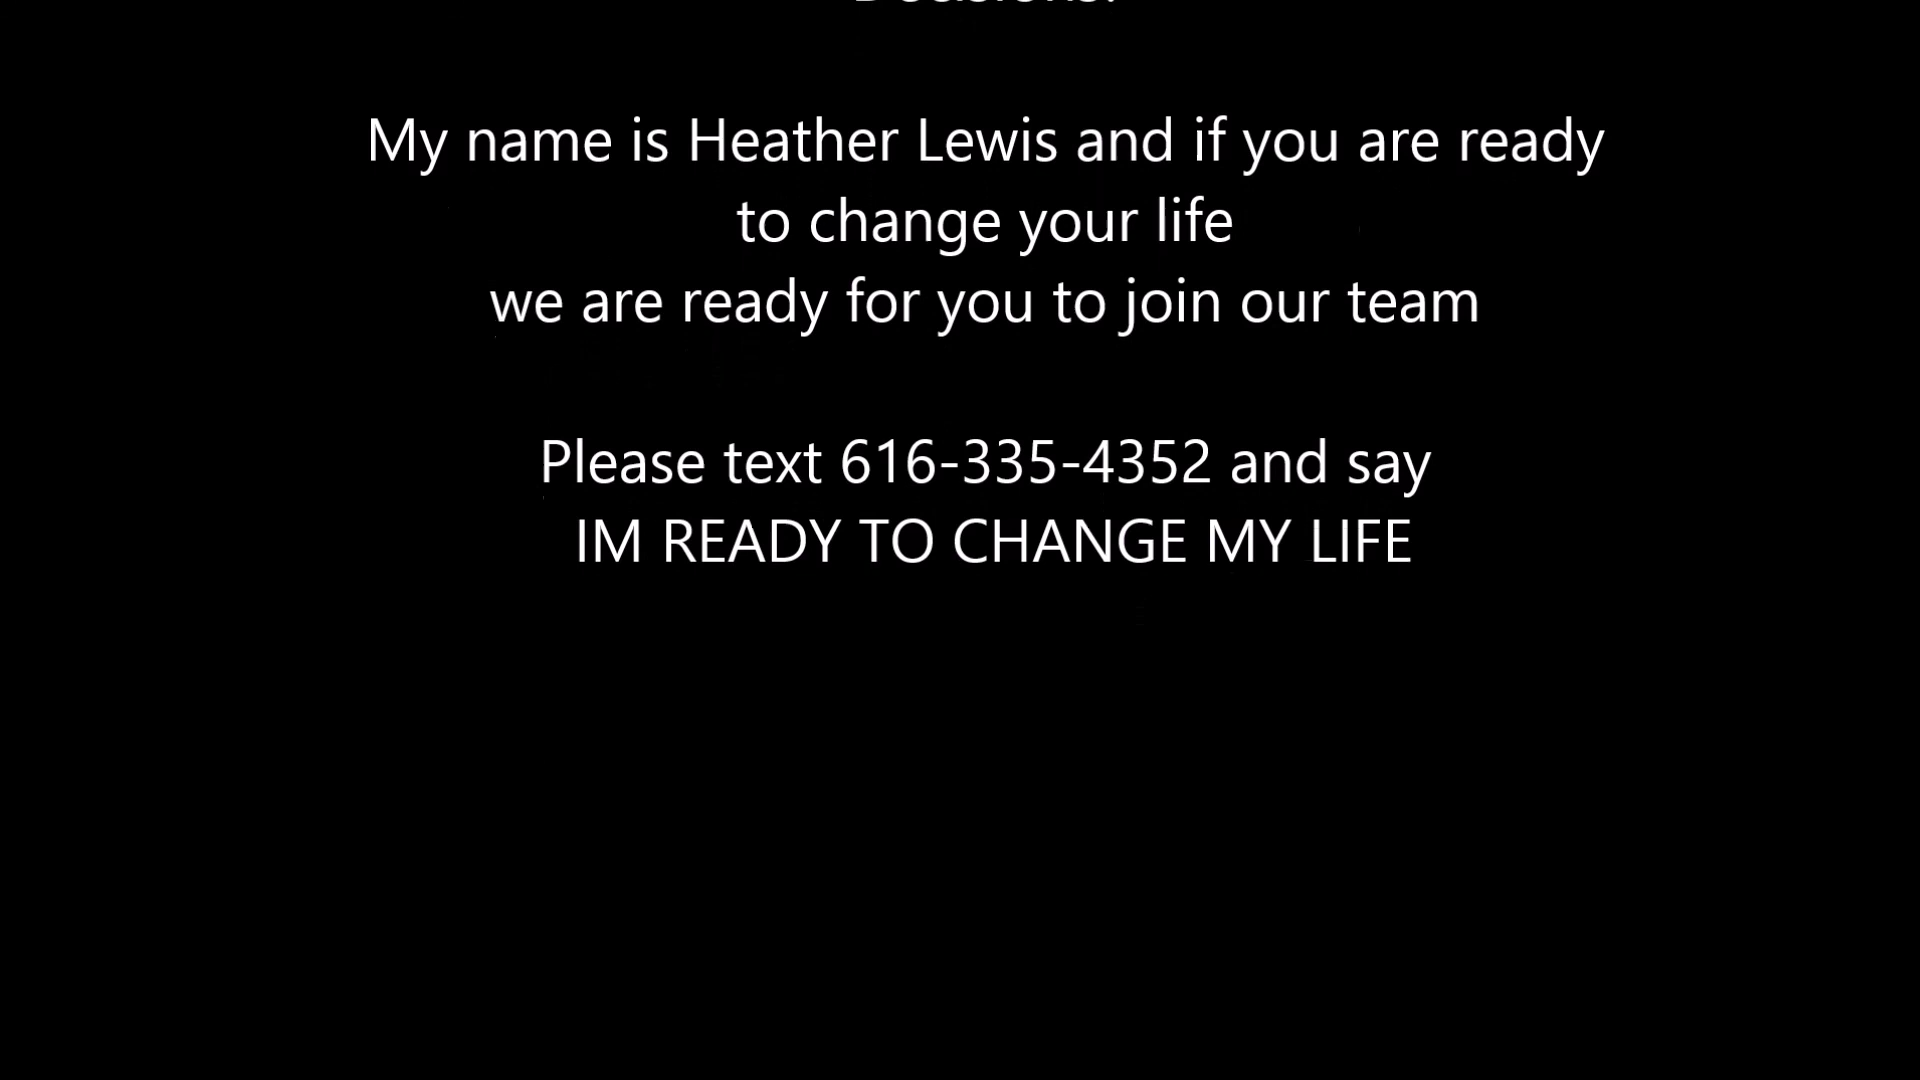 My name is Heather Lewis and if you are ready
to change your life
we are ready for you to join our team
Please text 616-335-4352 and say
IM READY TO CHANGE MY LIFE